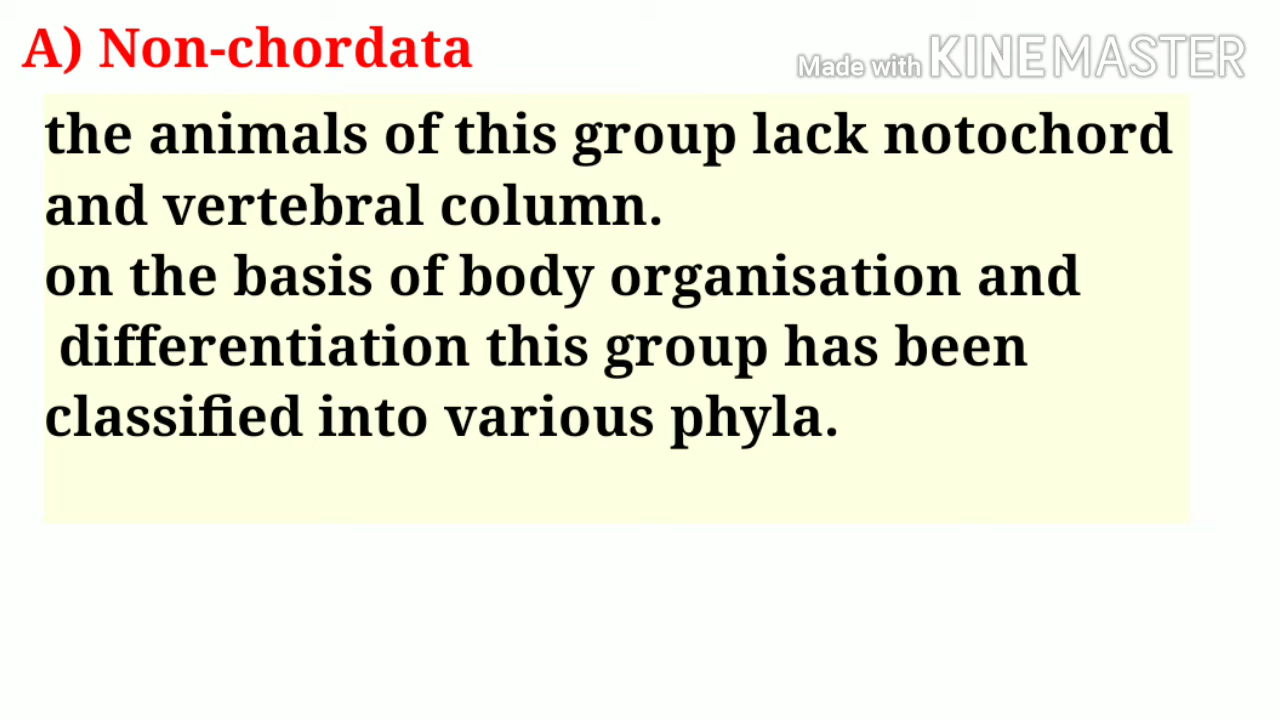 A) Non-chordata
Made with KINEMASTER
the animals of this group lack notochord
and vertebral column.
on the basis of body organisation and
differentiation this group has been
classified into various phyla.